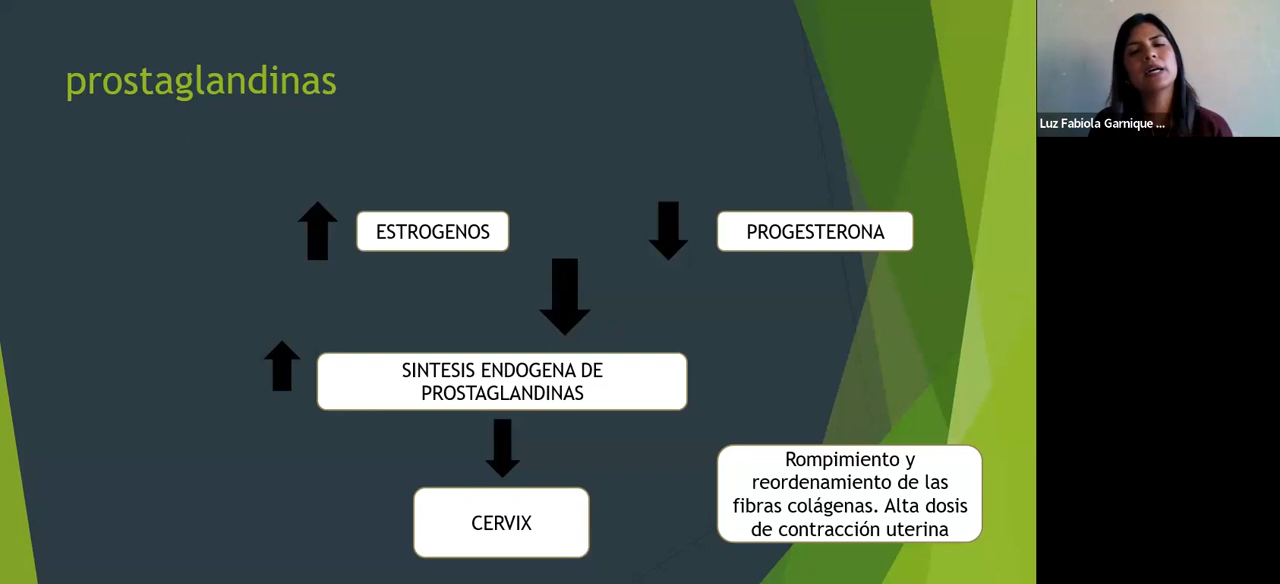 prostaglandinas
Luz Fabiola Garnique ...
ESTROGENOS
PROGESTERONA
SINTESIS ENDOGENA DE
PROSTAGLANDINAS
Rompimiento y
reordenamiento de las
fibras colágenas. Alta dosis
de contracción uterina
CERVIX